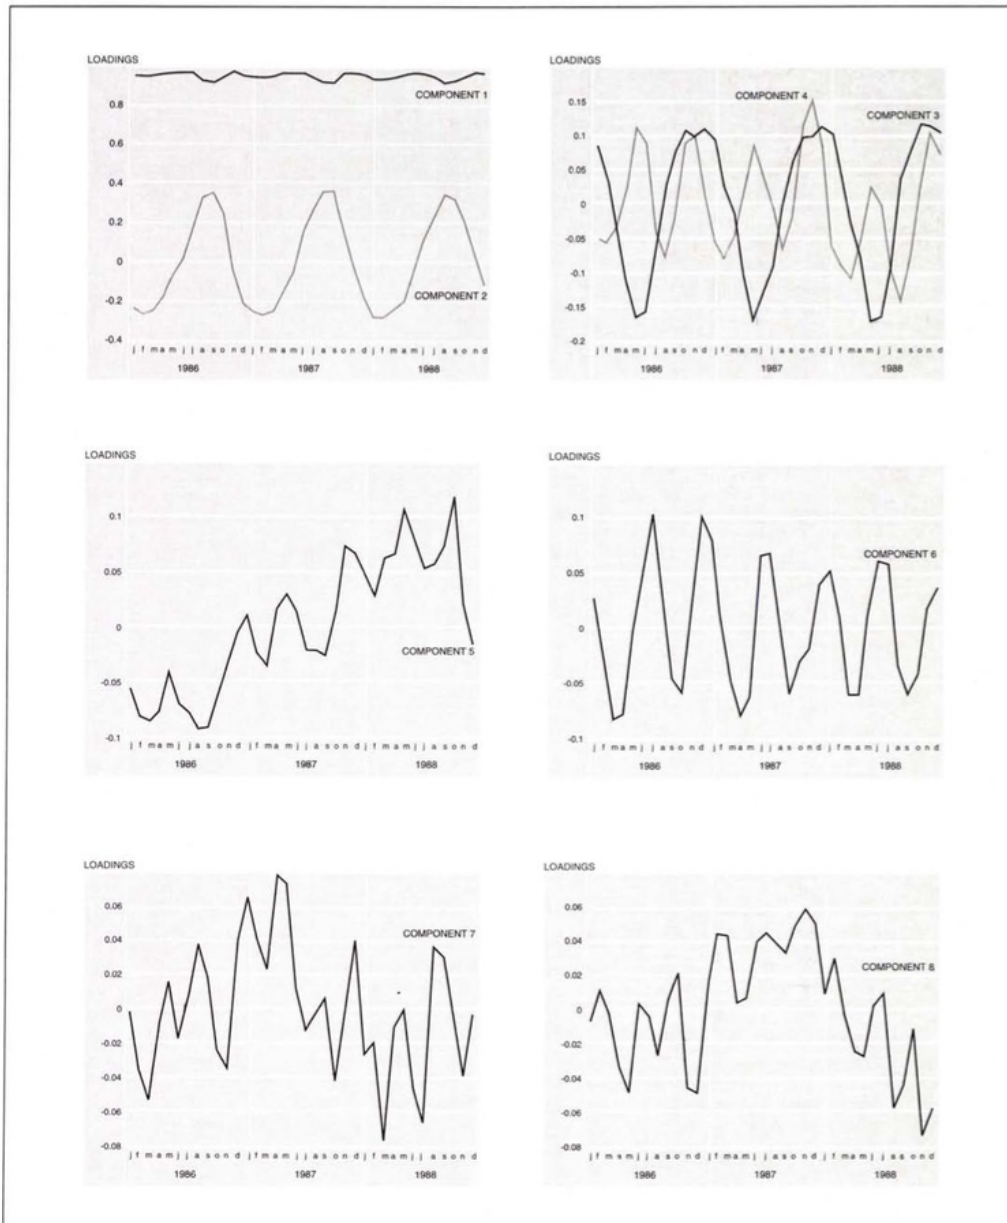 LOADINGS
0.8
0.6
0.4
0.2
0
-0.2
-0.4
COMPONENT 1
COMPONENT 2
j f m a m j j a s o n d j f m a m j j a s o n d j f m a m j j a s o n d
1986 1987 1988
LOADINGS
0.15
0.1
0.05
0
-0.05
-0.1
-0.15
-0.2
COMPONENT 4
COMPONENT 3
j f m a m j j a s o n d j f m a m j j a s o n d j f m a m j j a s o n d
1986 1987 1988
LOADINGS
0.1
0.05
0
-0.05
-0.1
COMPONENT 5
j f m a m j j a s o n d j f m a m j j a s o n d j f m a m j j a s o n d
1986 1987 1988
LOADINGS
0.1
0.05
0
-0.05
-0.1
COMPONENT 6
j f m a m j j a s o n d j f m a m j j a s o n d j f m a m j j a s o n d
1986 1987 1988
LOADINGS
0.06
0.04
0.02
0
-0.02
-0.04
-0.06
-0.08
COMPONENT 7
j f m a m j j a s o n d j f m a m j j a s o n d j f m a m j j a s o n d
1986 1987 1988
LOADINGS
0.06
0.04
0.02
0
-0.02
-0.04
-0.06
-0.08
COMPONENT 8
j f m a m j j a s o n d j f m a m j j a s o n d j f m a m j j a s o n d
1986 1987 1988